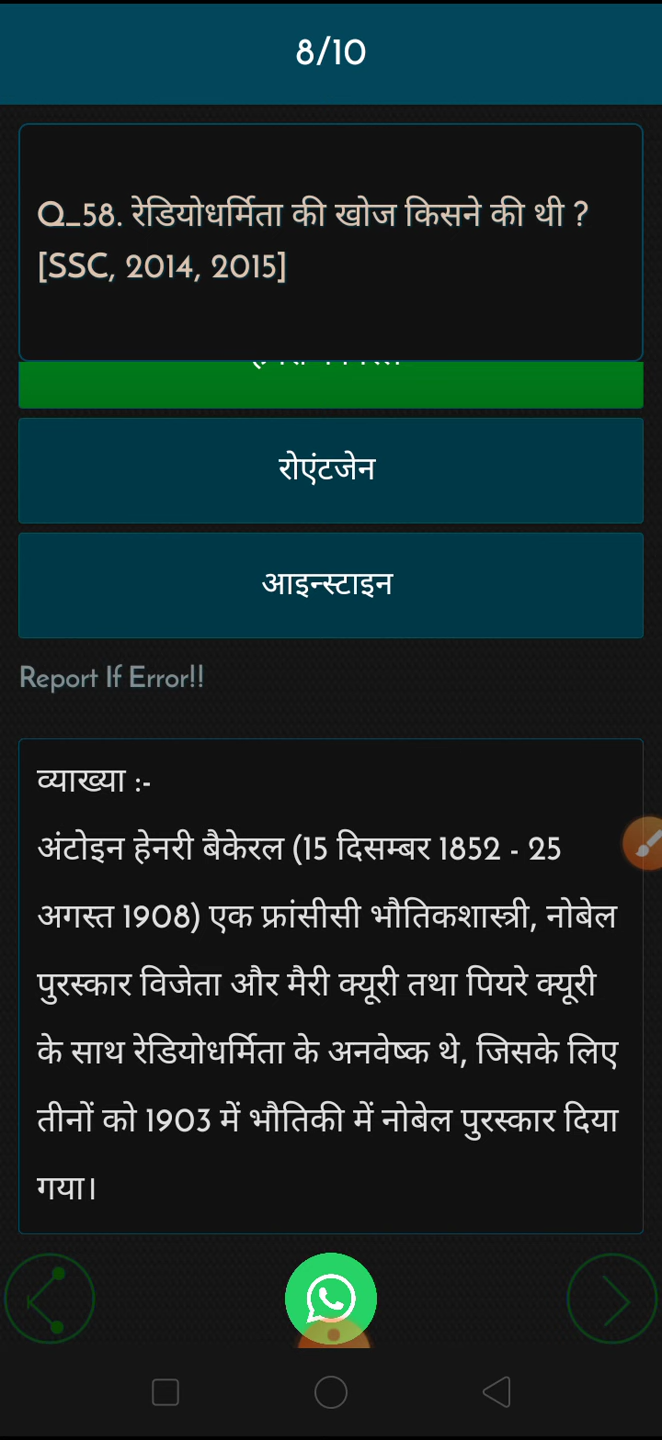 8/10
Q_58. रेडियोधर्मिता की खोज किसने की थी ?
[SSC, 2014, 2015]
रोएंटजेन
आइन्स्टाइन
Report If Error!!
व्याख्या :-
अंटोइन हेनरी बैकेरल (15 दिसम्बर 1852 - 25
अगस्त 1908) एक फ्रांसीसी भौतिकशास्त्री, नोबेल
पुरस्कार विजेता और मैरी क्यूरी तथा पियरे क्यूरी
के साथ रेडियोधर्मिता के अनवेष्क थे, जिसके लिए
तीनों को 1903 में भौतिकी में नोबेल पुरस्कार दिया
गया।